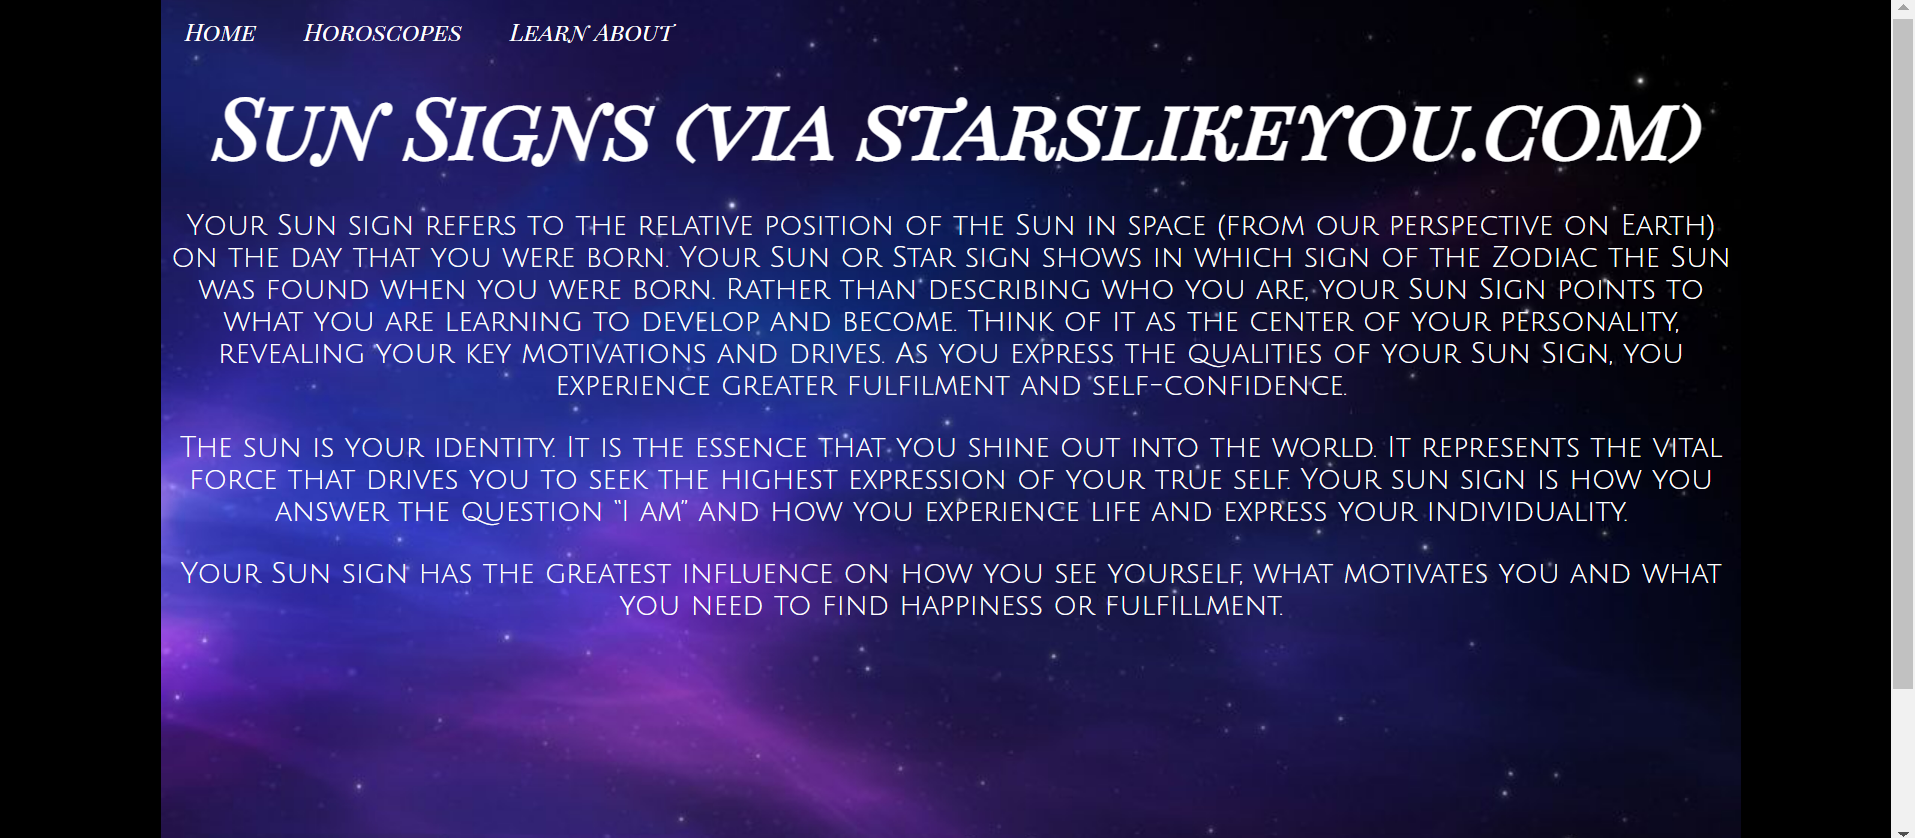 Home Horoscopes Learn About
Sun Signs (via starslikeyou.com)
Your Sun sign refers to the relative position of the Sun in space (from our perspective on Earth)
on the day that you were born. Your Sun or Star sign shows in which sign of the Zodiac the Sun
was found when you were born. Rather than describing who you are, your Sun Sign points to
what you are learning to develop and become. Think of it as the center of your personality,
revealing your key motivations and drives. As you express the qualities of your Sun Sign, you
experience greater fulfilment and self-confidence.
The sun is your identity. It is the essence that you shine out into the world. It represents the vital
force that drives you to seek the highest expression of your true self. Your sun sign is how you
answer the question “I am” and how you experience life and express your individuality.
Your Sun sign has the greatest influence on how you see yourself, what motivates you and what
you need to find happiness or fulfillment.